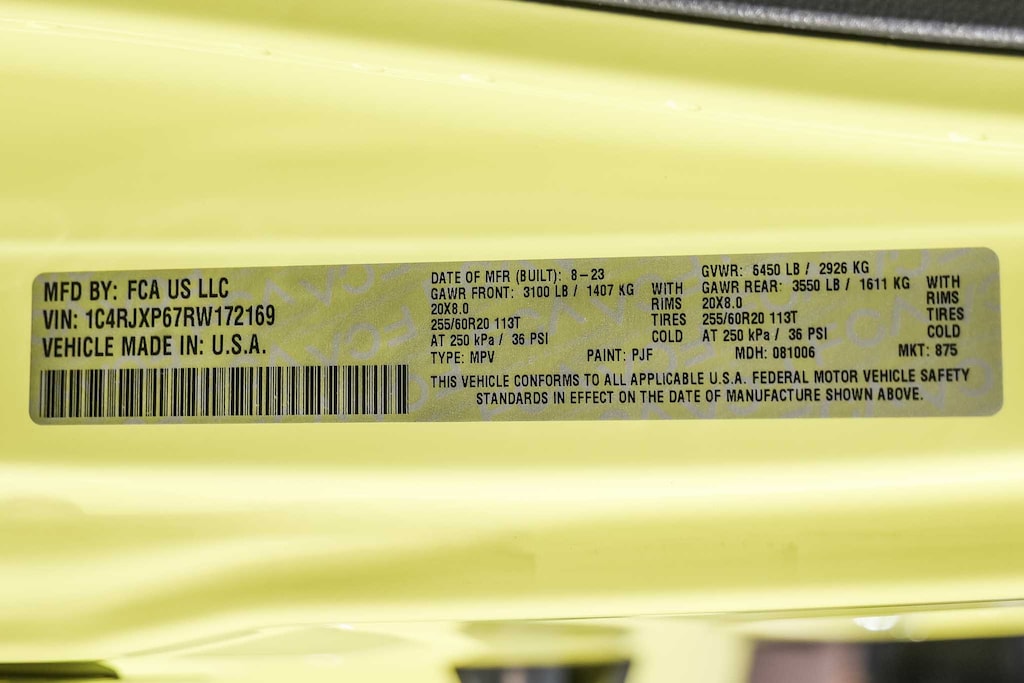 MFD BY: FCA US LLC
VIN: 1C4RJXP67RW172169
VEHICLE MADE IN: U.S.A.
DATE OF MFR (BUILT): 8-23
GAWR FRONT: 3100 LB / 1407 KG WITH
20X8.0 RIMS
255/60R20 113T TIRES
AT 250 kPa / 36 PSI COLD
GVWR: 6450 LB / 2926 KG
GAWR REAR: 3550 LB / 1611 KG WITH
20X8.0 RIMS
255/60R20 113T TIRES
AT 250 kPa / 36 PSI COLD
TYPE: MPV PAINT: PJF MDH: 081006 MKT: 875
THIS VEHICLE CONFORMS TO ALL APPLICABLE U.S.A. FEDERAL MOTOR VEHICLE SAFETY
STANDARDS IN EFFECT ON THE DATE OF MANUFACTURE SHOWN ABOVE.